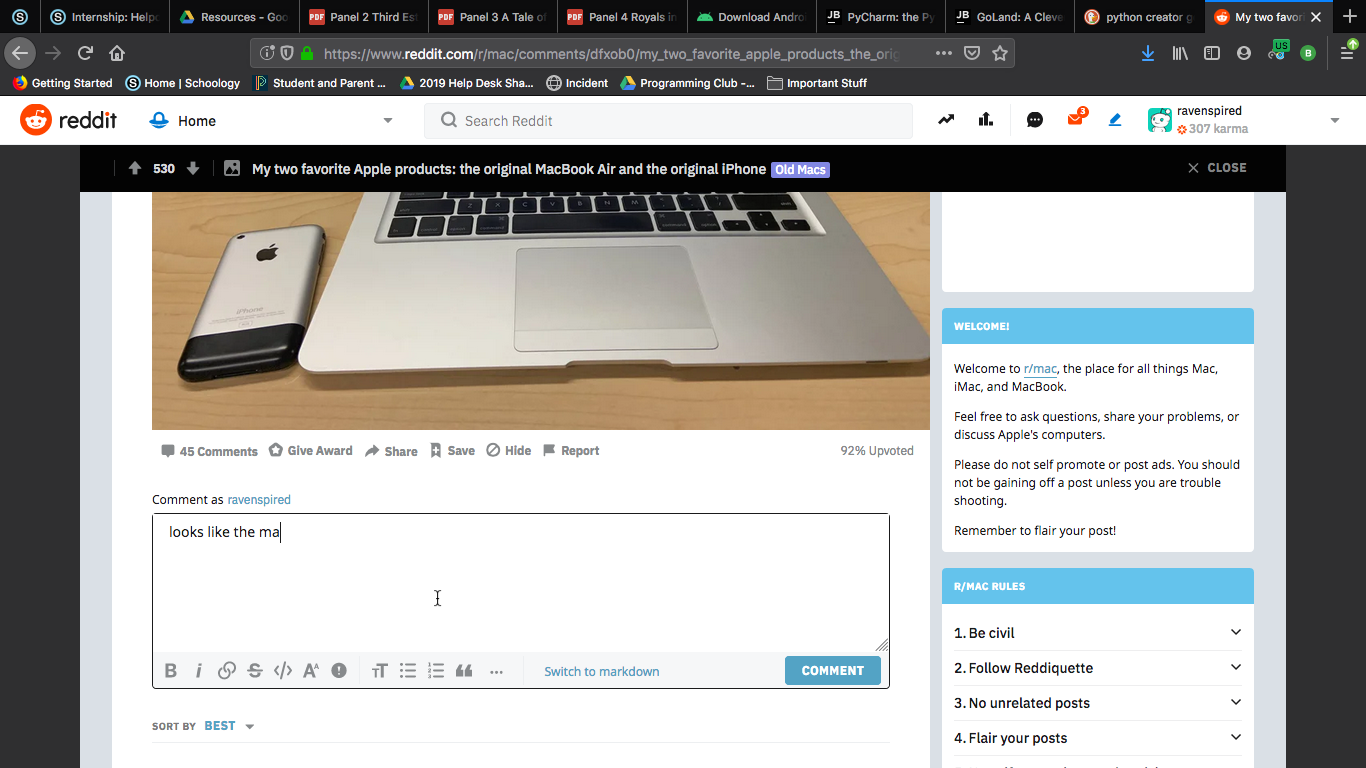 Internship: Help
Resources - Goo
Panel 2 Third Est
Panel 3 A Tale of
Panel 4 Royals in
Download Andro
PyCharm: the Py
GoLand: A Cleve
python creator g
My two favori
https://www.reddit.com/r/mac/comments/dfxob0/my_two_favorite_apple_products_the_orig
US
B
Getting Started
Home | Schoology
Student and Parent ...
2019 Help Desk Sha...
Incident
Programming Club -...
Important Stuff
reddit
Home
Search Reddit
3
ravenspired
307 karma
530
My two favorite Apple products: the original MacBook Air and the original iPhone
Old Macs
CLOSE
iPhone
45 Comments
Give Award
Share
Save
Hide
Report
92% Upvoted
Comment as ravenspired
looks like the ma
Switch to markdown
COMMENT
SORT BY BEST
WELCOME!
Welcome to r/mac, the place for all things Mac,
iMac, and MacBook.
Feel free to ask questions, share your problems, or
discuss Apple's computers.
Please do not self promote or post ads. You should
not be gaining off a post unless you are trouble
shooting.
Remember to flair your post!
R/MAC RULES
1. Be civil
2. Follow Reddiquette
3. No unrelated posts
4. Flair your posts